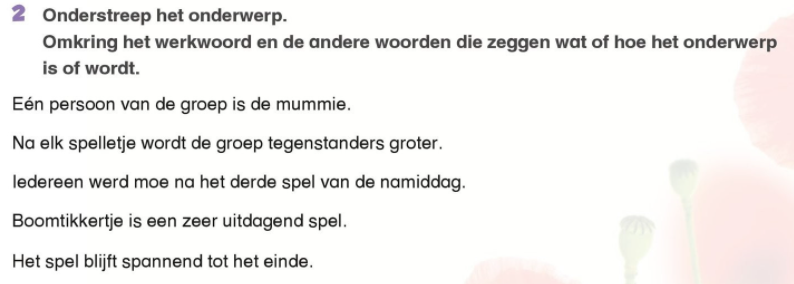 2 Onderstreep het onderwerp.
Omkring het werkwoord en de andere woorden die zeggen wat of hoe het onderwerp
is of wordt.
Eén persoon van de groep is de mummie.
Na elk spelletje wordt de groep tegenstanders groter.
Iedereen werd moe na het derde spel van de namiddag.
Boomtikkertje is een zeer uitdagend spel.
Het spel blijft spannend tot het einde.